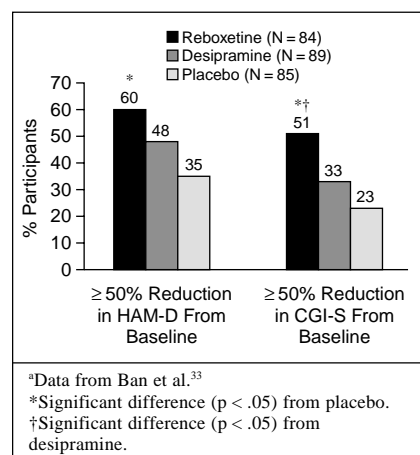 Reboxetine (N = 84)
Desipramine (N = 89)
Placebo (N = 85)
% Participants
70
60
50
40
30
20
10
0
*
60
48
35
*†
51
33
23
≥ 50% Reduction
in HAM-D From
Baseline
≥ 50% Reduction
in CGI-S From
Baseline
ᵃData from Ban et al.³³
*Significant difference (p < .05) from placebo.
†Significant difference (p < .05) from
desipramine.